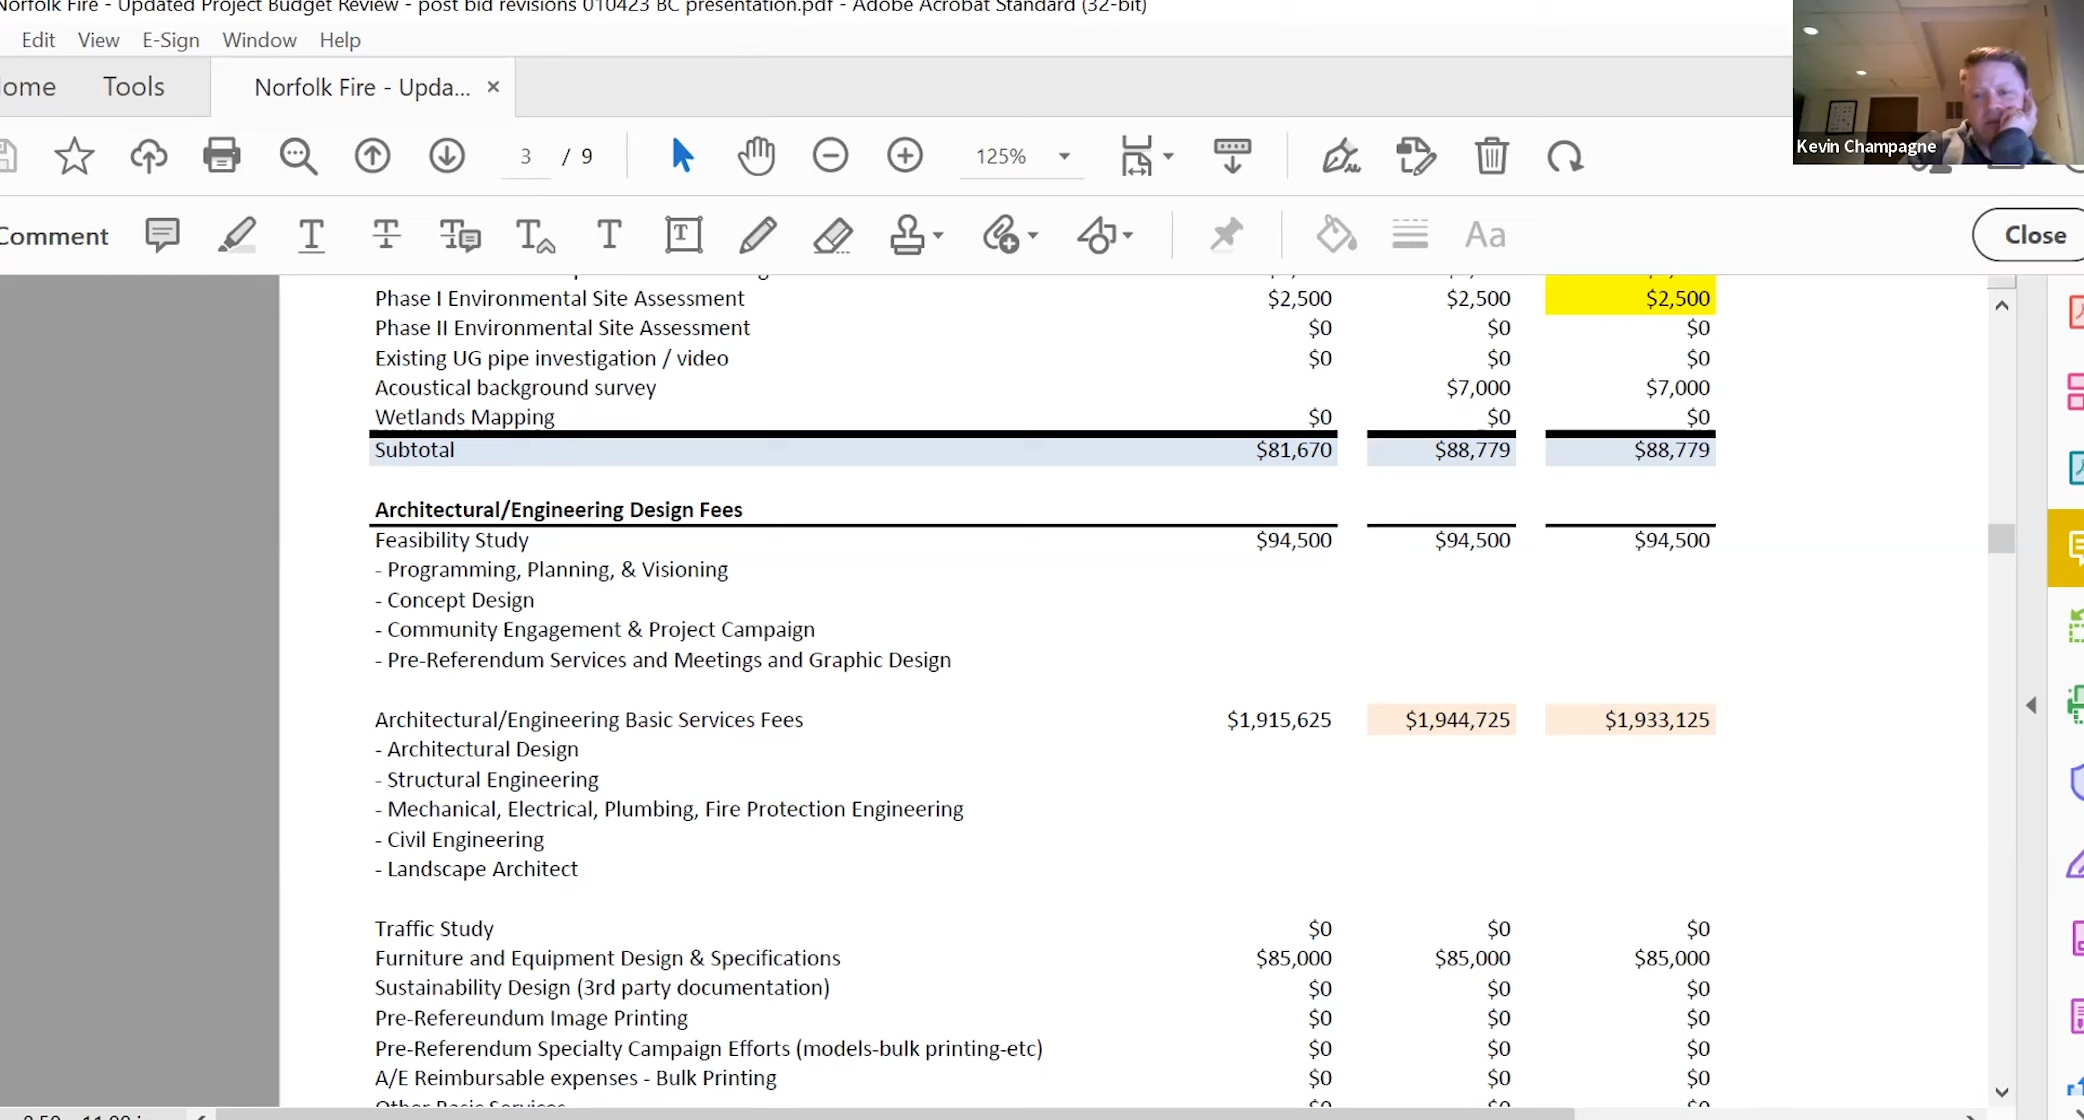 Norfolk Fire - Updated Project Budget Review - post bid revisions 010423 BC presentation.pdf - Adobe Acrobat Standard (32-bit)
Edit View E-Sign Window Help
Home Tools Norfolk Fire - Upda... ×
3 / 9 125%
Comment T T T T T T Aa Close
Kevin Champagne
Phase I Environmental Site Assessment $2,500 $2,500 $2,500
Phase II Environmental Site Assessment $0 $0 $0
Existing UG pipe investigation / video $0 $0 $0
Acoustical background survey $7,000 $7,000
Wetlands Mapping $0 $0 $0
Subtotal $81,670 $88,779 $88,779
Architectural/Engineering Design Fees
Feasibility Study $94,500 $94,500 $94,500
- Programming, Planning, & Visioning
- Concept Design
- Community Engagement & Project Campaign
- Pre-Referendum Services and Meetings and Graphic Design
Architectural/Engineering Basic Services Fees $1,915,625 $1,944,725 $1,933,125
- Architectural Design
- Structural Engineering
- Mechanical, Electrical, Plumbing, Fire Protection Engineering
- Civil Engineering
- Landscape Architect
Traffic Study $0 $0 $0
Furniture and Equipment Design & Specifications $85,000 $85,000 $85,000
Sustainability Design (3rd party documentation) $0 $0 $0
Pre-Refereundum Image Printing $0 $0 $0
Pre-Referendum Specialty Campaign Efforts (models-bulk printing-etc) $0 $0 $0
A/E Reimbursable expenses - Bulk Printing $0 $0 $0
Other Basic Services $0 $0 $0